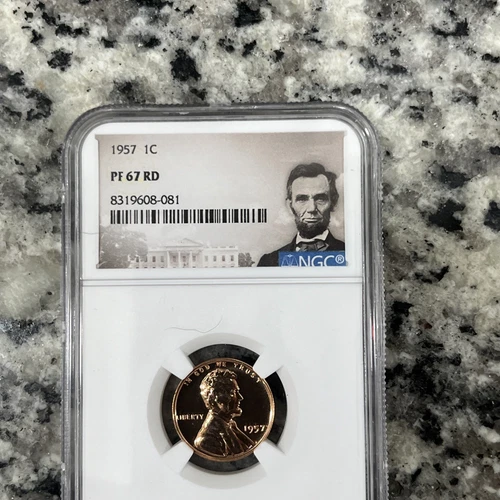 1957 1C
PF 67 RD
8319608-081
NGC®
IN GOD WE TRUST
LIBERTY
1957